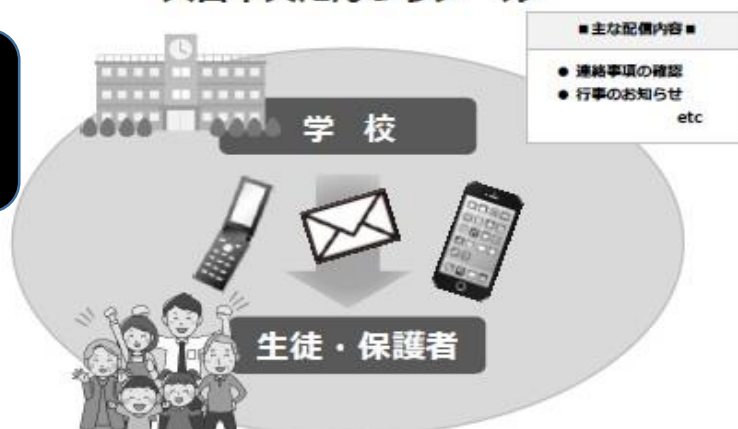 ■主な配信内容■
● 連絡事項の確認
● 行事のお知らせ
etc
学 校
生徒・保護者